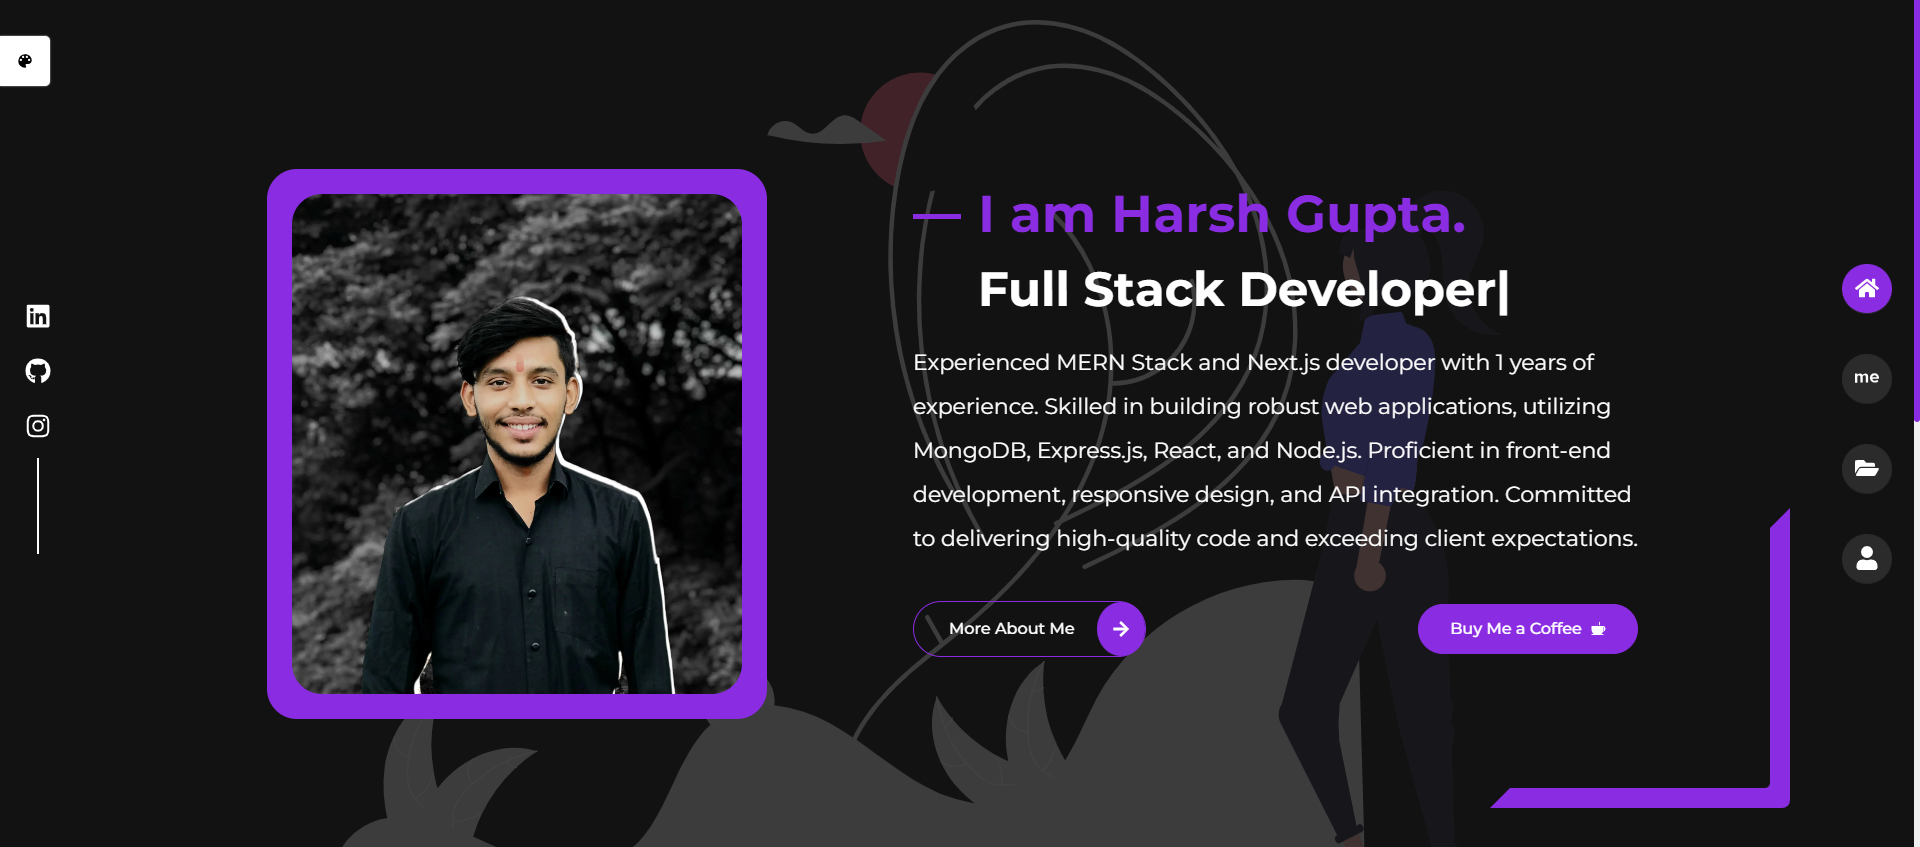 I am Harsh Gupta.
Full Stack Developer|
Experienced MERN Stack and Next.js developer with 1 years of
experience. Skilled in building robust web applications, utilizing
MongoDB, Express.js, React, and Node.js. Proficient in front-end
development, responsive design, and API integration. Committed
to delivering high-quality code and exceeding client expectations.
More About Me
Buy Me a Coffee
me